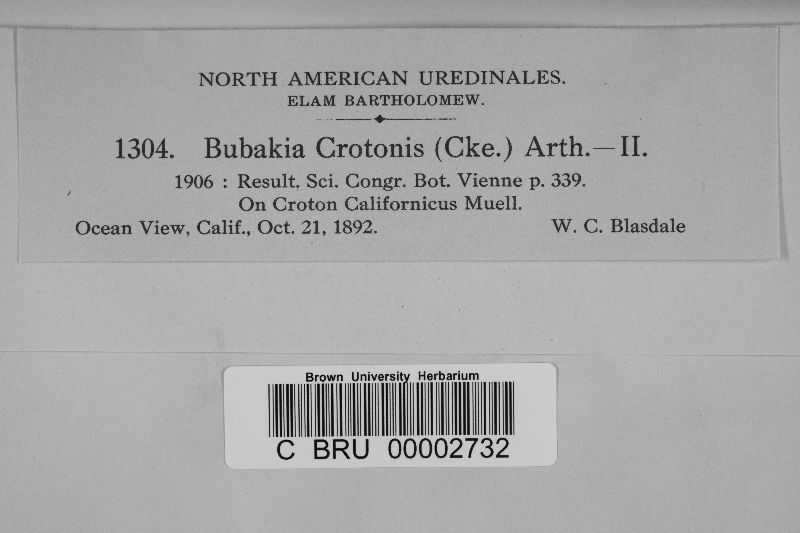 NORTH AMERICAN UREDINALES.
ELAM BARTHOLOMEW.
1304. Bubakia Crotonis (Cke.) Arth.—II.
1906 : Result. Sci. Congr. Bot. Vienne p. 339.
On Croton Californicus Muell.
Ocean View, Calif., Oct. 21, 1892. W. C. Blasdale
Brown University Herbarium
C BRU 00002732